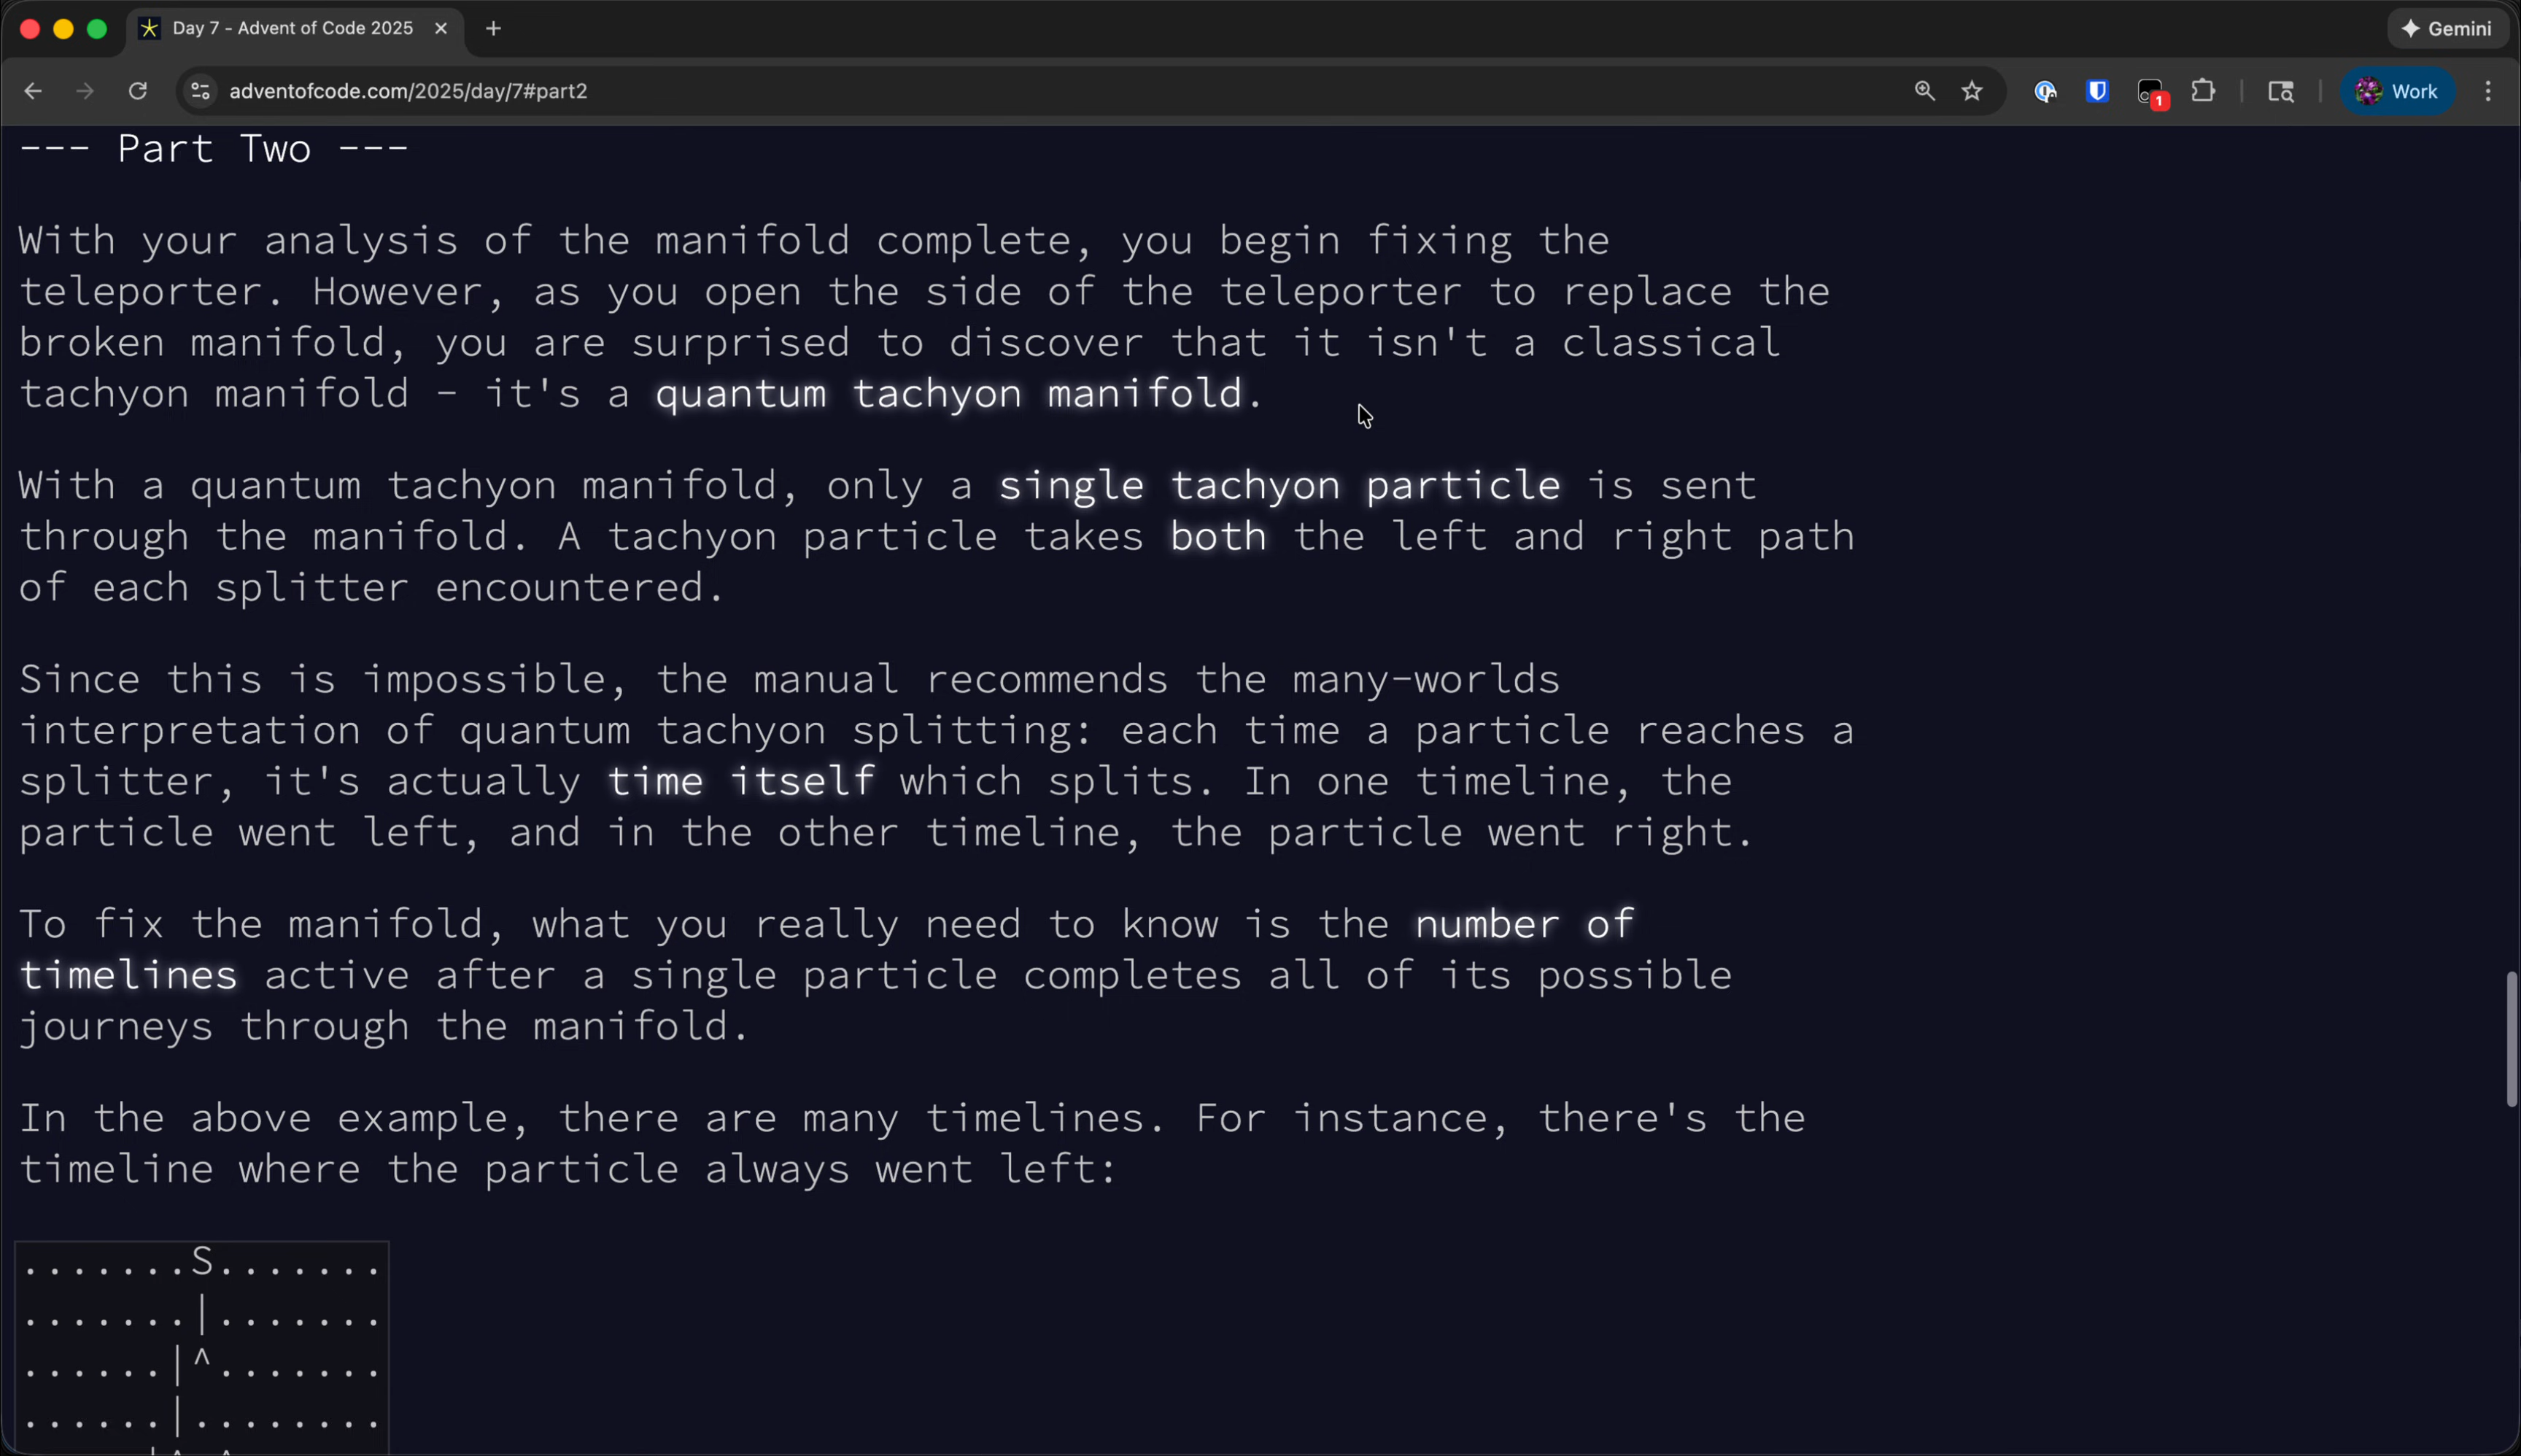 Day 7 - Advent of Code 2025
Gemini
adventofcode.com/2025/day/7#part2
1
Work
--- Part Two ---
With your analysis of the manifold complete, you begin fixing the
teleporter. However, as you open the side of the teleporter to replace the
broken manifold, you are surprised to discover that it isn't a classical
tachyon manifold - it's a quantum tachyon manifold.
With a quantum tachyon manifold, only a single tachyon particle is sent
through the manifold. A tachyon particle takes both the left and right path
of each splitter encountered.
Since this is impossible, the manual recommends the many-worlds
interpretation of quantum tachyon splitting: each time a particle reaches a
splitter, it's actually time itself which splits. In one timeline, the
particle went left, and in the other timeline, the particle went right.
To fix the manifold, what you really need to know is the number of
timelines active after a single particle completes all of its possible
journeys through the manifold.
In the above example, there are many timelines. For instance, there's the
timeline where the particle always went left:
.......S.......
.......|.......
......|^.......
......|........